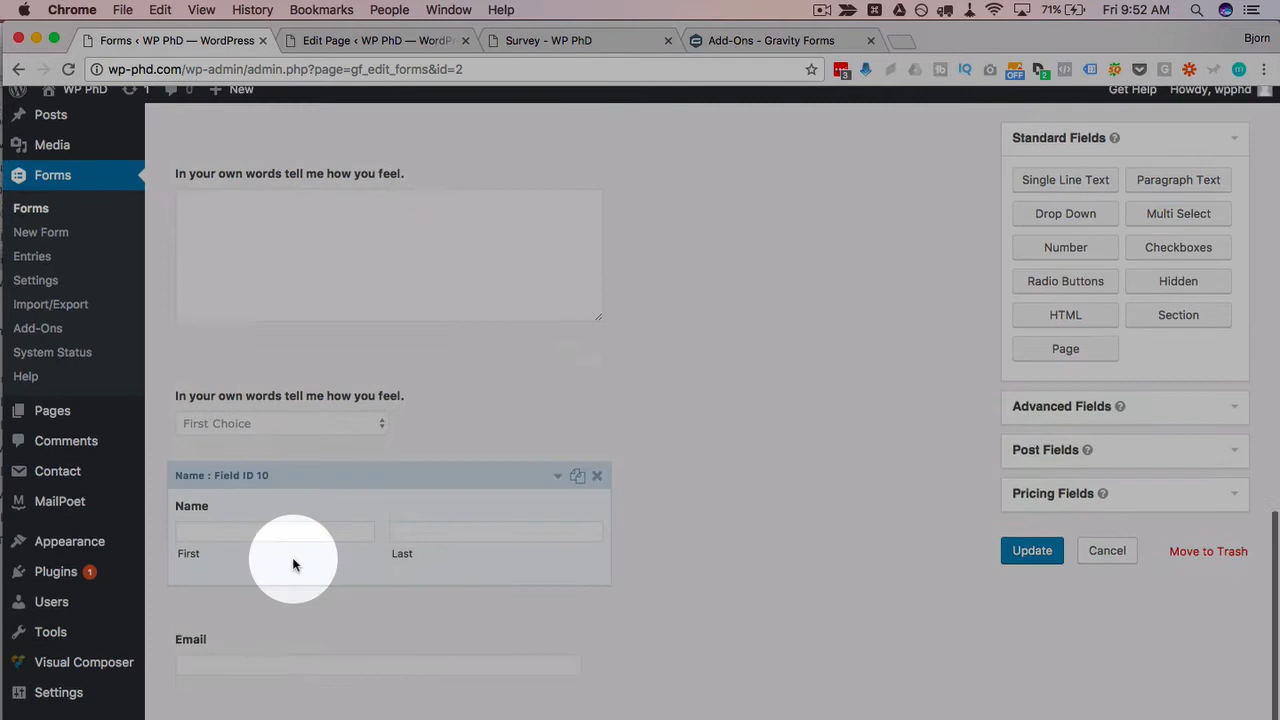 Chrome File Edit View History Bookmarks People Window Help 71% Fri 9:52 AM
Forms < WP PhD — WordPress Edit Page < WP PhD — WordP Survey - WP PhD Add-Ons - Gravity Forms Bjorn
wp-phd.com/wp-admin/admin.php?page=gf_edit_forms&id=2 3 OFF 2
WP PhD 1 New Get Help Howdy, wpphd
Posts
Media
Forms
Forms
New Form
Entries
Settings
Import/Export
Add-Ons
System Status
Help
Pages
Comments
Contact
MailPoet
Appearance
Plugins 1
Users
Tools
Visual Composer
Settings
In your own words tell me how you feel.
In your own words tell me how you feel.
First Choice
Name : Field ID 10
Name
First Last
Email
Standard Fields
Single Line Text Paragraph Text
Drop Down Multi Select
Number Checkboxes
Radio Buttons Hidden
HTML Section
Page
Advanced Fields
Post Fields
Pricing Fields
Update Cancel Move to Trash